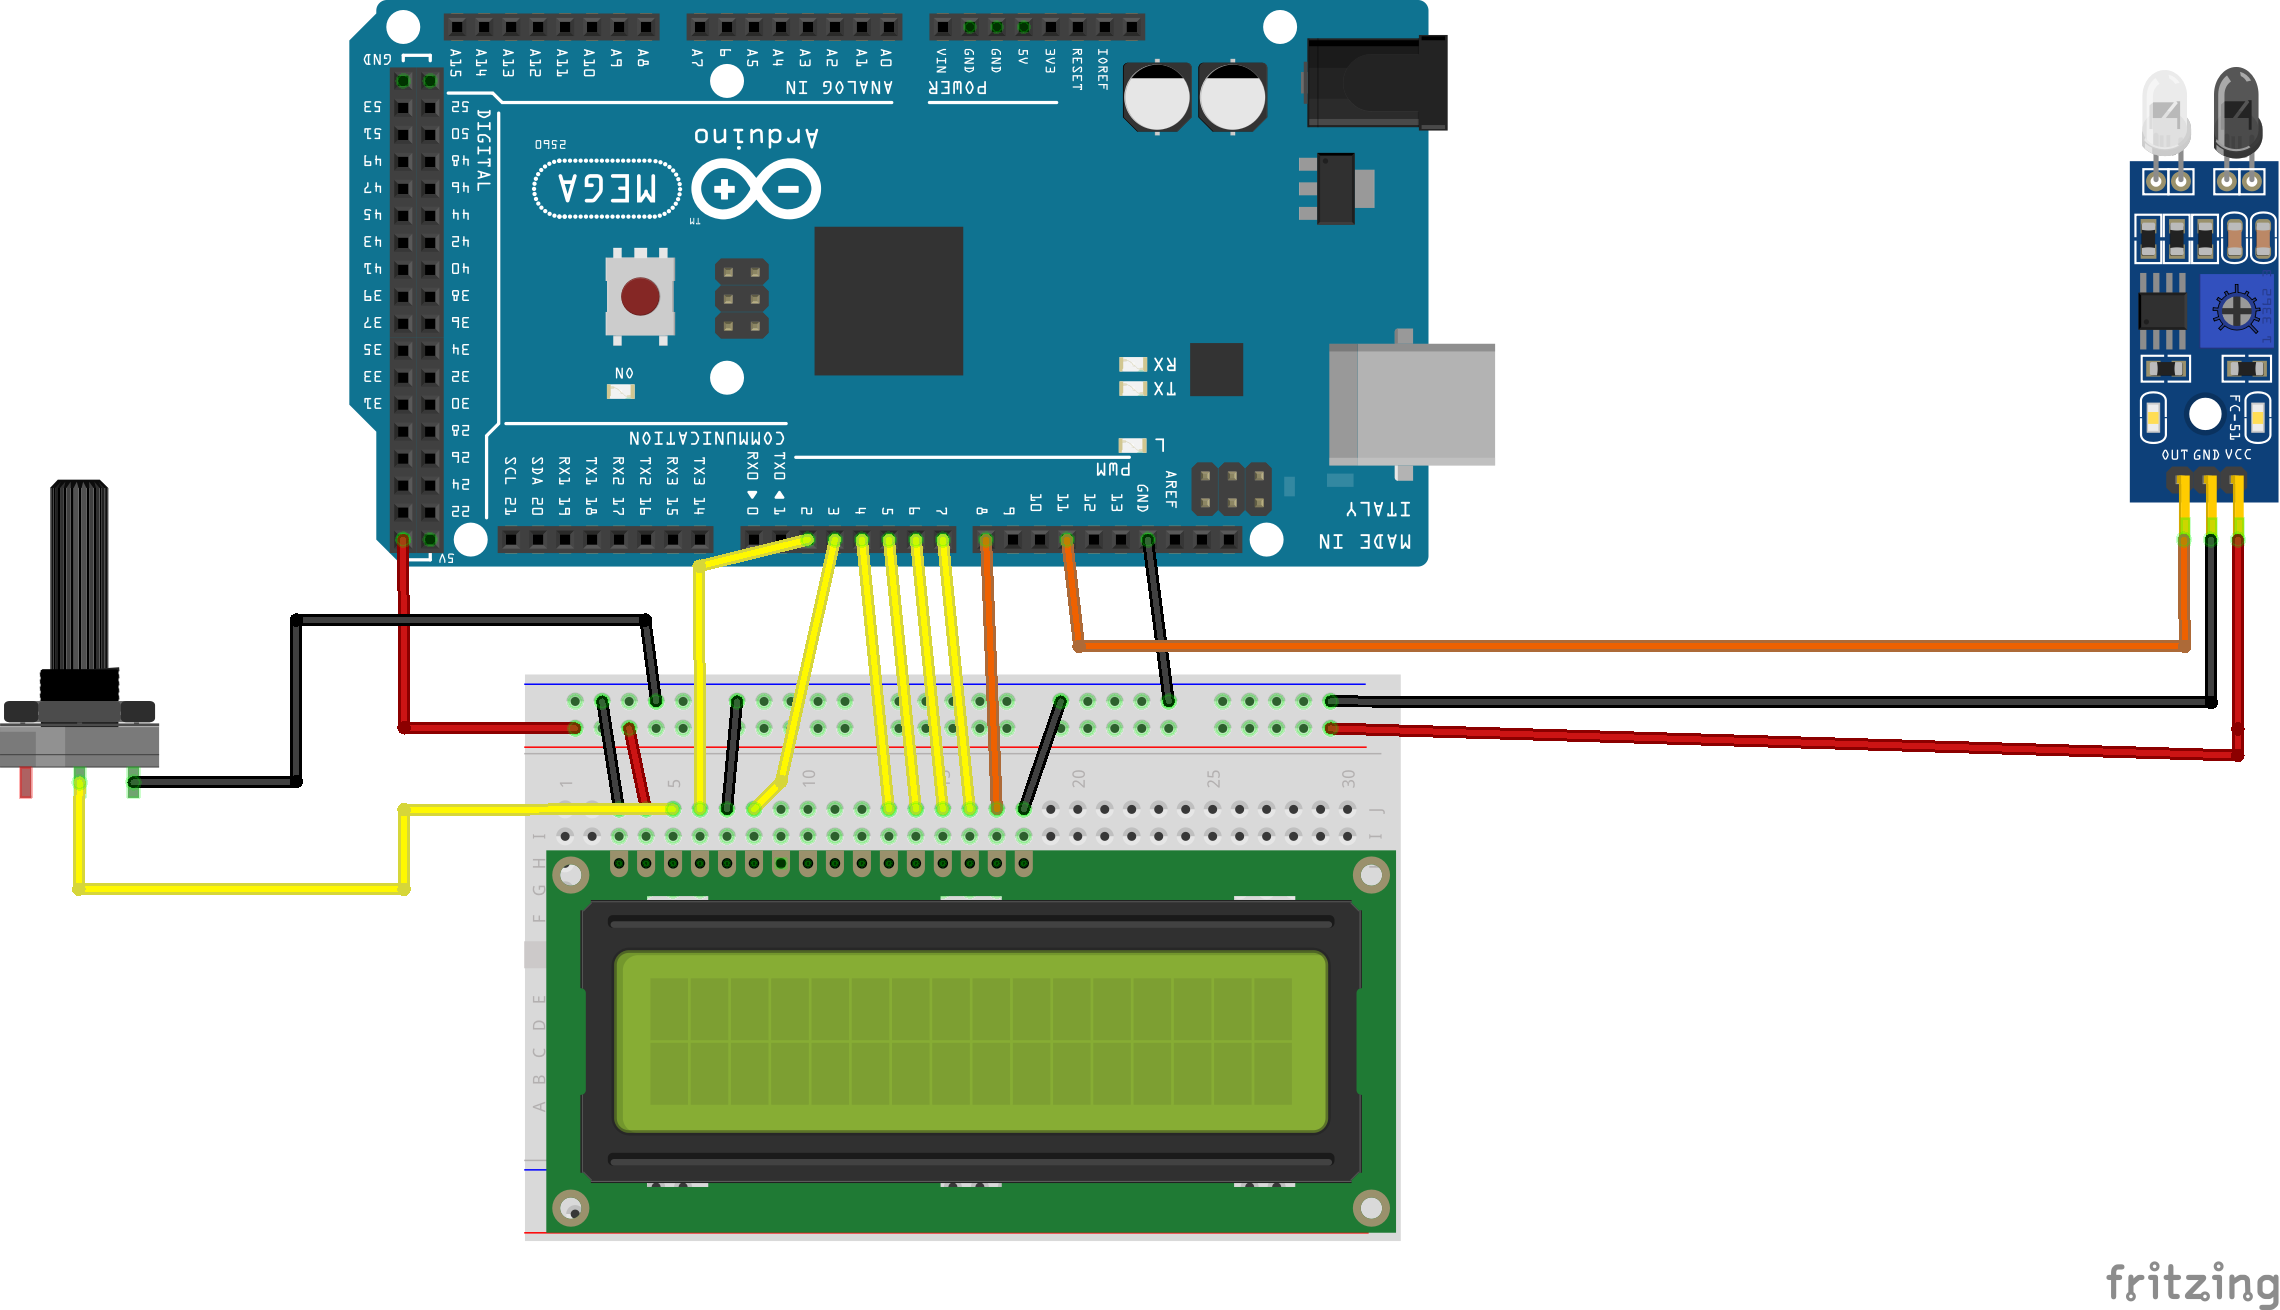 A15 A14 A13 A12 A11 A10 A9 A8 A7 A5 A4 A3 A2 A1 A0 VIN GND GND 5V 3V3 RESET IOREF
GND
ANALOG IN
POWER
53 52
51 50
49 48
47 46
45 44
43 42
41 40
39 38
37 36
35 34
33 32
31 30
28
26
24
22 22
DIGITAL
Arduino
2560
MEGA
TM
ON
RX
TX
L
COMMUNICATION
PWM
SCL 21 SDA 20 RX1 19 TX1 18 RX2 17 TX2 16 RX3 15 TX3 14 RX0 0 TX0 1 2 3 4 5 6 7 8 9 10 11 12 13 GND AREF
MADE IN
ITALY
5V
FC-51
OUT GND VCC
1 5 10 15 20 25 30
J J
I I
H
G
F
E
D
C
B
A
fritzing